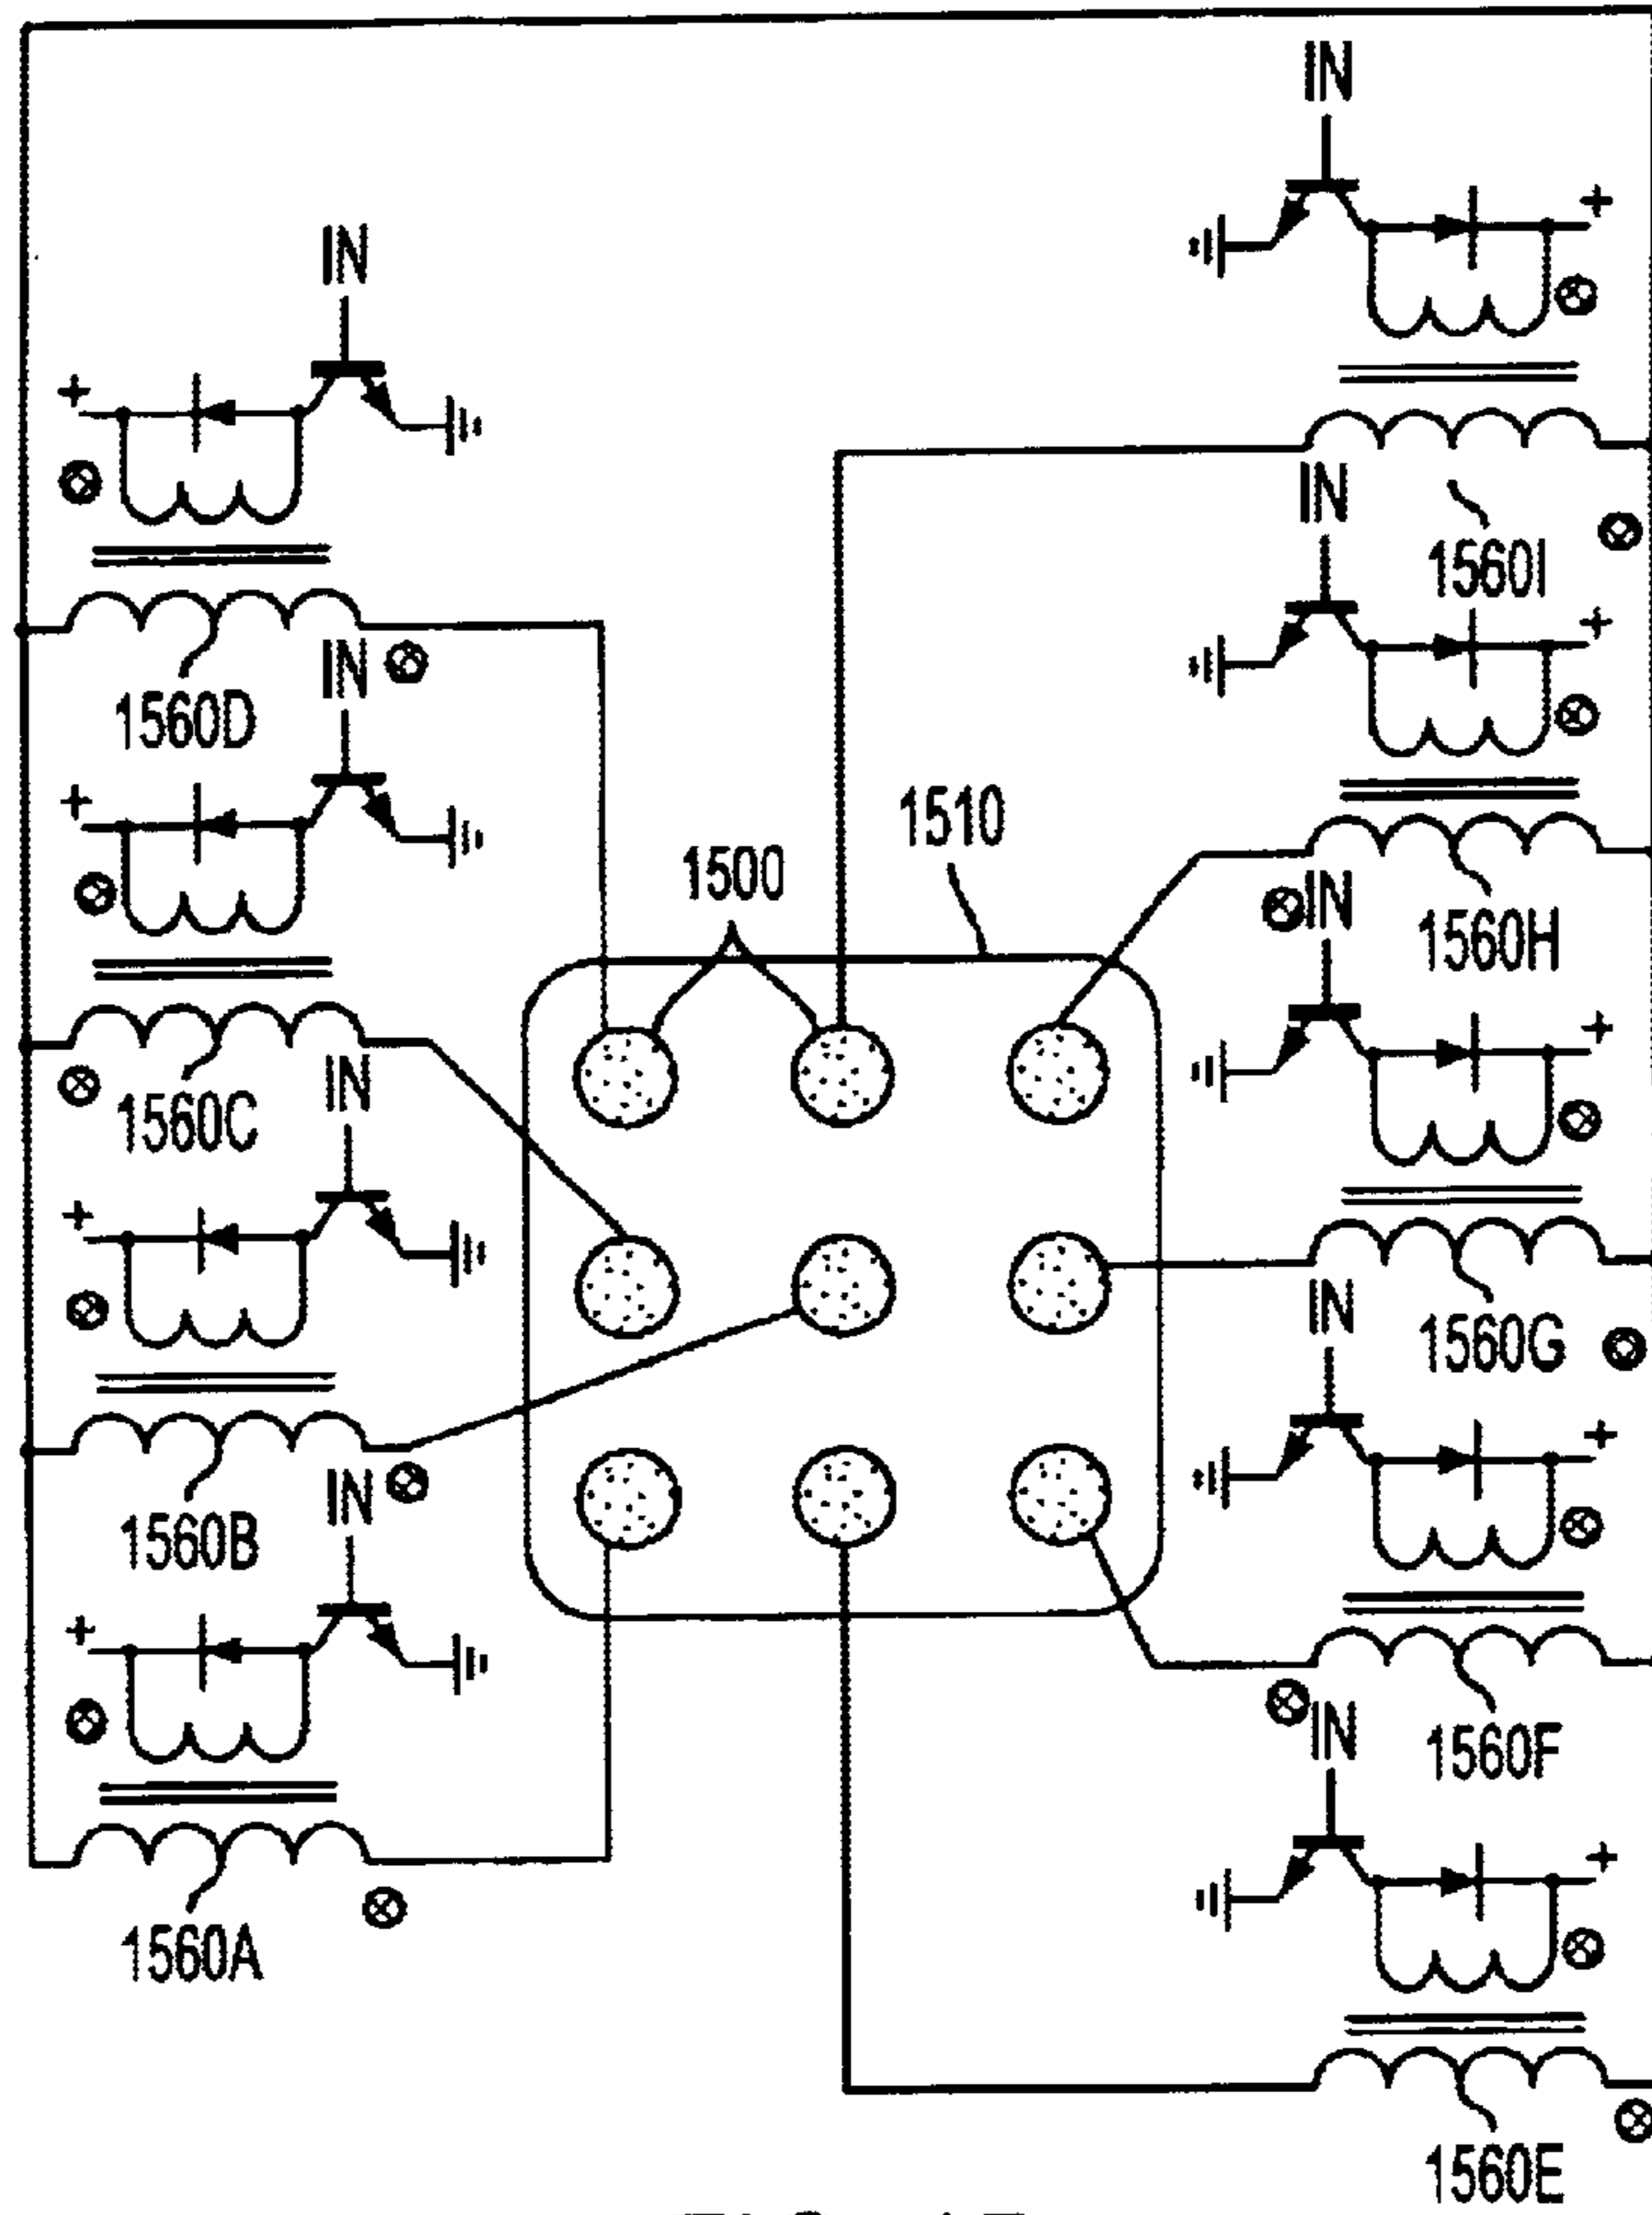 IN
IN
+
+
IN
1560I
+
IN
1560D
+
1510
1500
IN
1560H
+
IN
1560C
+
IN
1560G
+
IN
1560B
+
IN
1560F
+
1560A
1560E